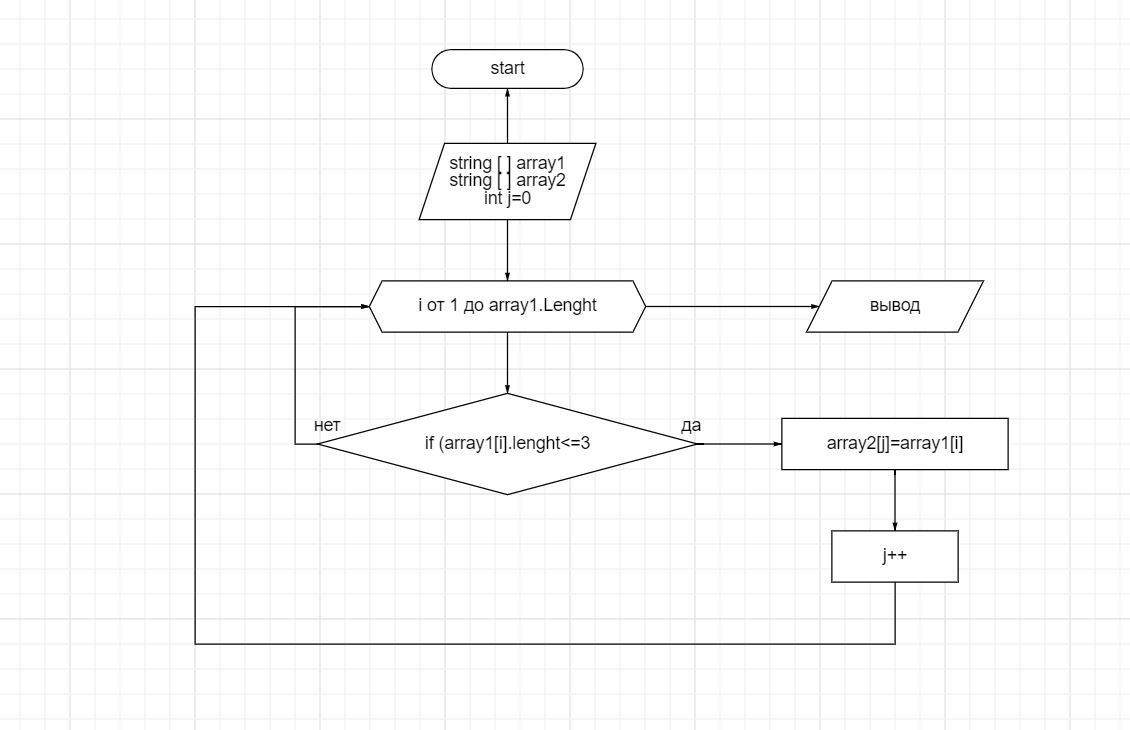 start
string [ ] array1
string [ ] array2
int j=0
i от 1 до array1.Lenght
вывод
нет
да
if (array1[i].lenght<=3
array2[j]=array1[i]
j++